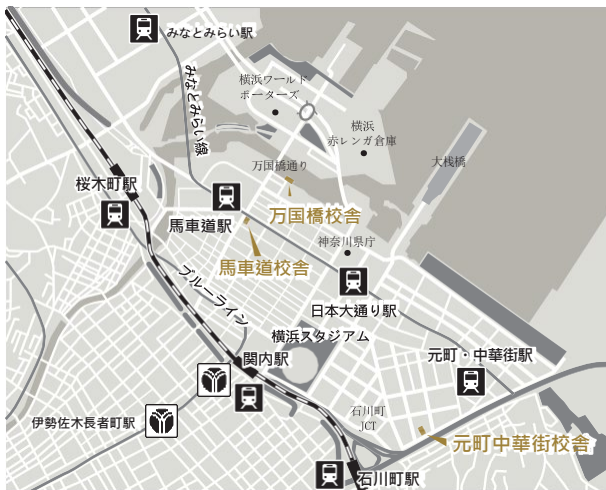 みなとみらい駅
みなとみらい線
横浜ワールド
ポーターズ
横浜
赤レンガ倉庫
大桟橋
万国橋通り
桜木町駅
万国橋校舎
馬車道駅
神奈川県庁
馬車道校舎
ブルーライン
日本大通り駅
横浜スタジアム
関内駅
元町・中華街駅
伊勢佐木長者町駅
石川町
JCT
元町中華街校舎
石川町駅